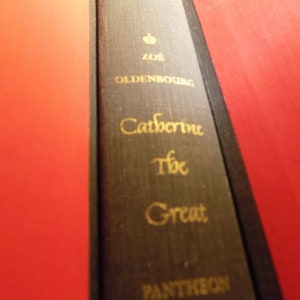 ZOÉ
OLDENBOURG
Catherine
The
Great
PANTHEON